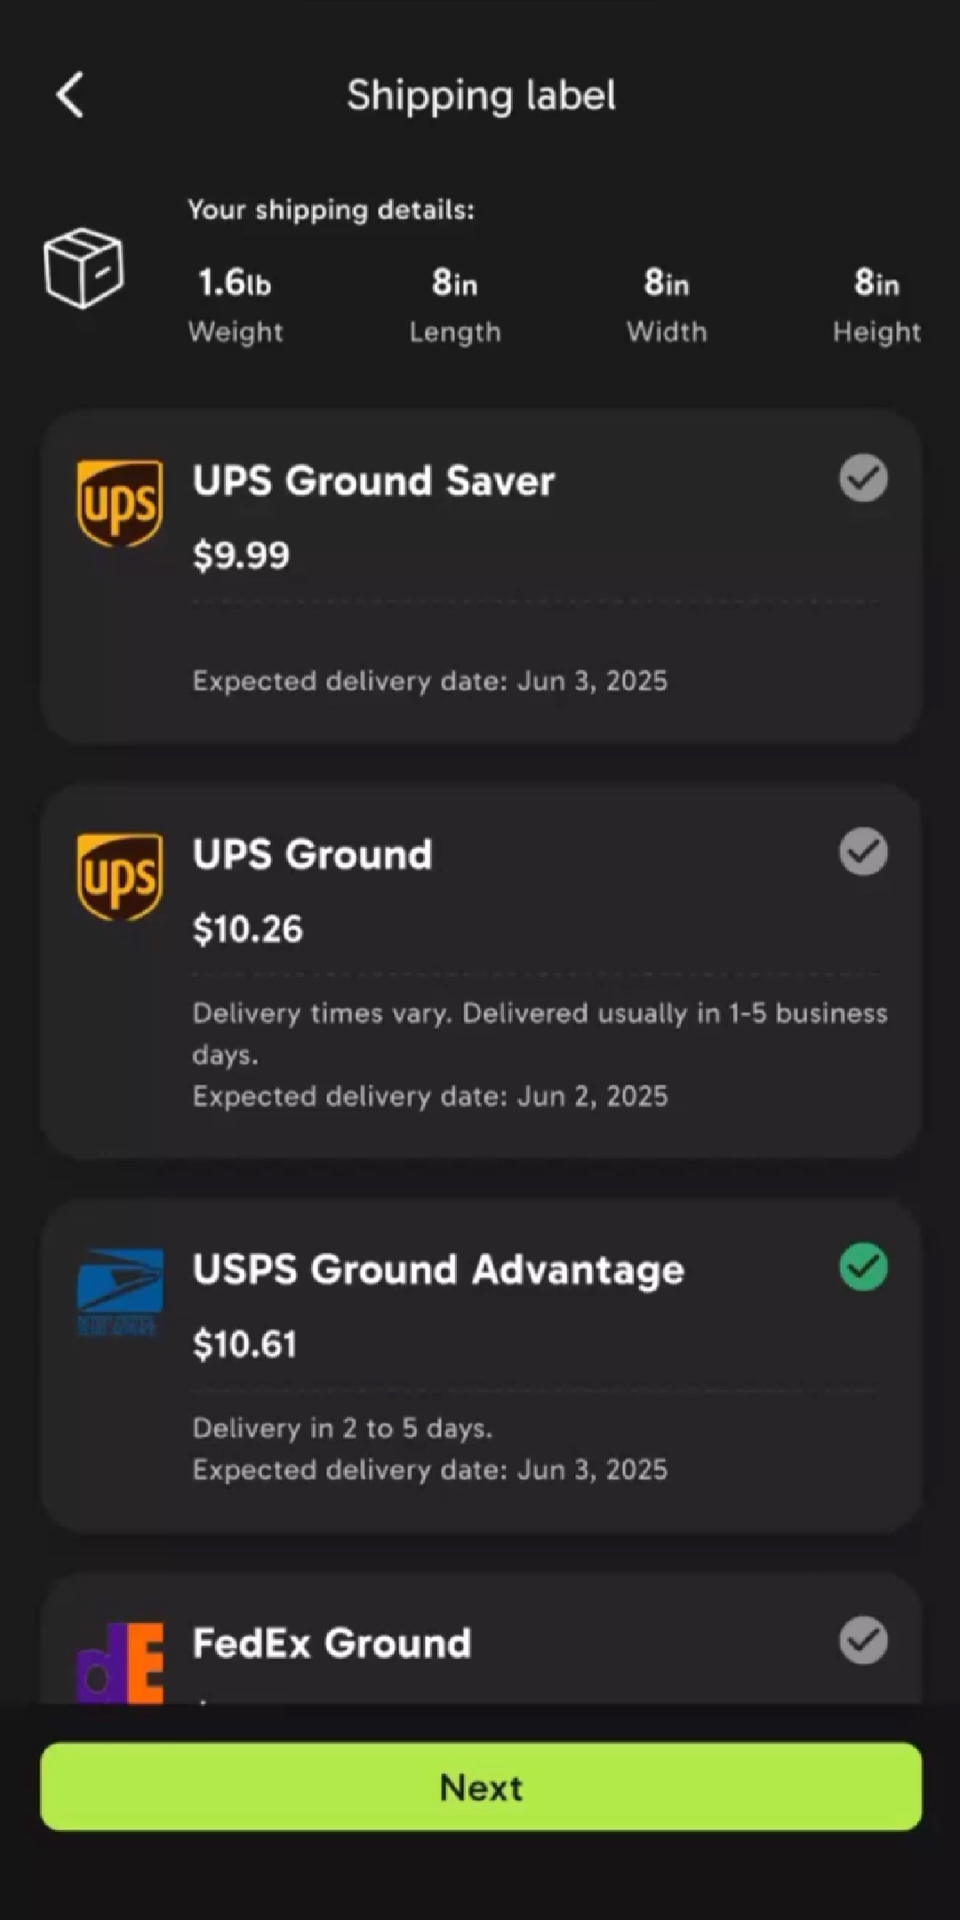 Shipping label
Your shipping details:
1.6lb 8in 8in 8in
Weight Length Width Height
ups
UPS Ground Saver
$9.99
Expected delivery date: Jun 3, 2025
ups
UPS Ground
$10.26
Delivery times vary. Delivered usually in 1-5 business
days.
Expected delivery date: Jun 2, 2025
USPS Ground Advantage
$10.61
Delivery in 2 to 5 days.
Expected delivery date: Jun 3, 2025
dE
FedEx Ground
Next